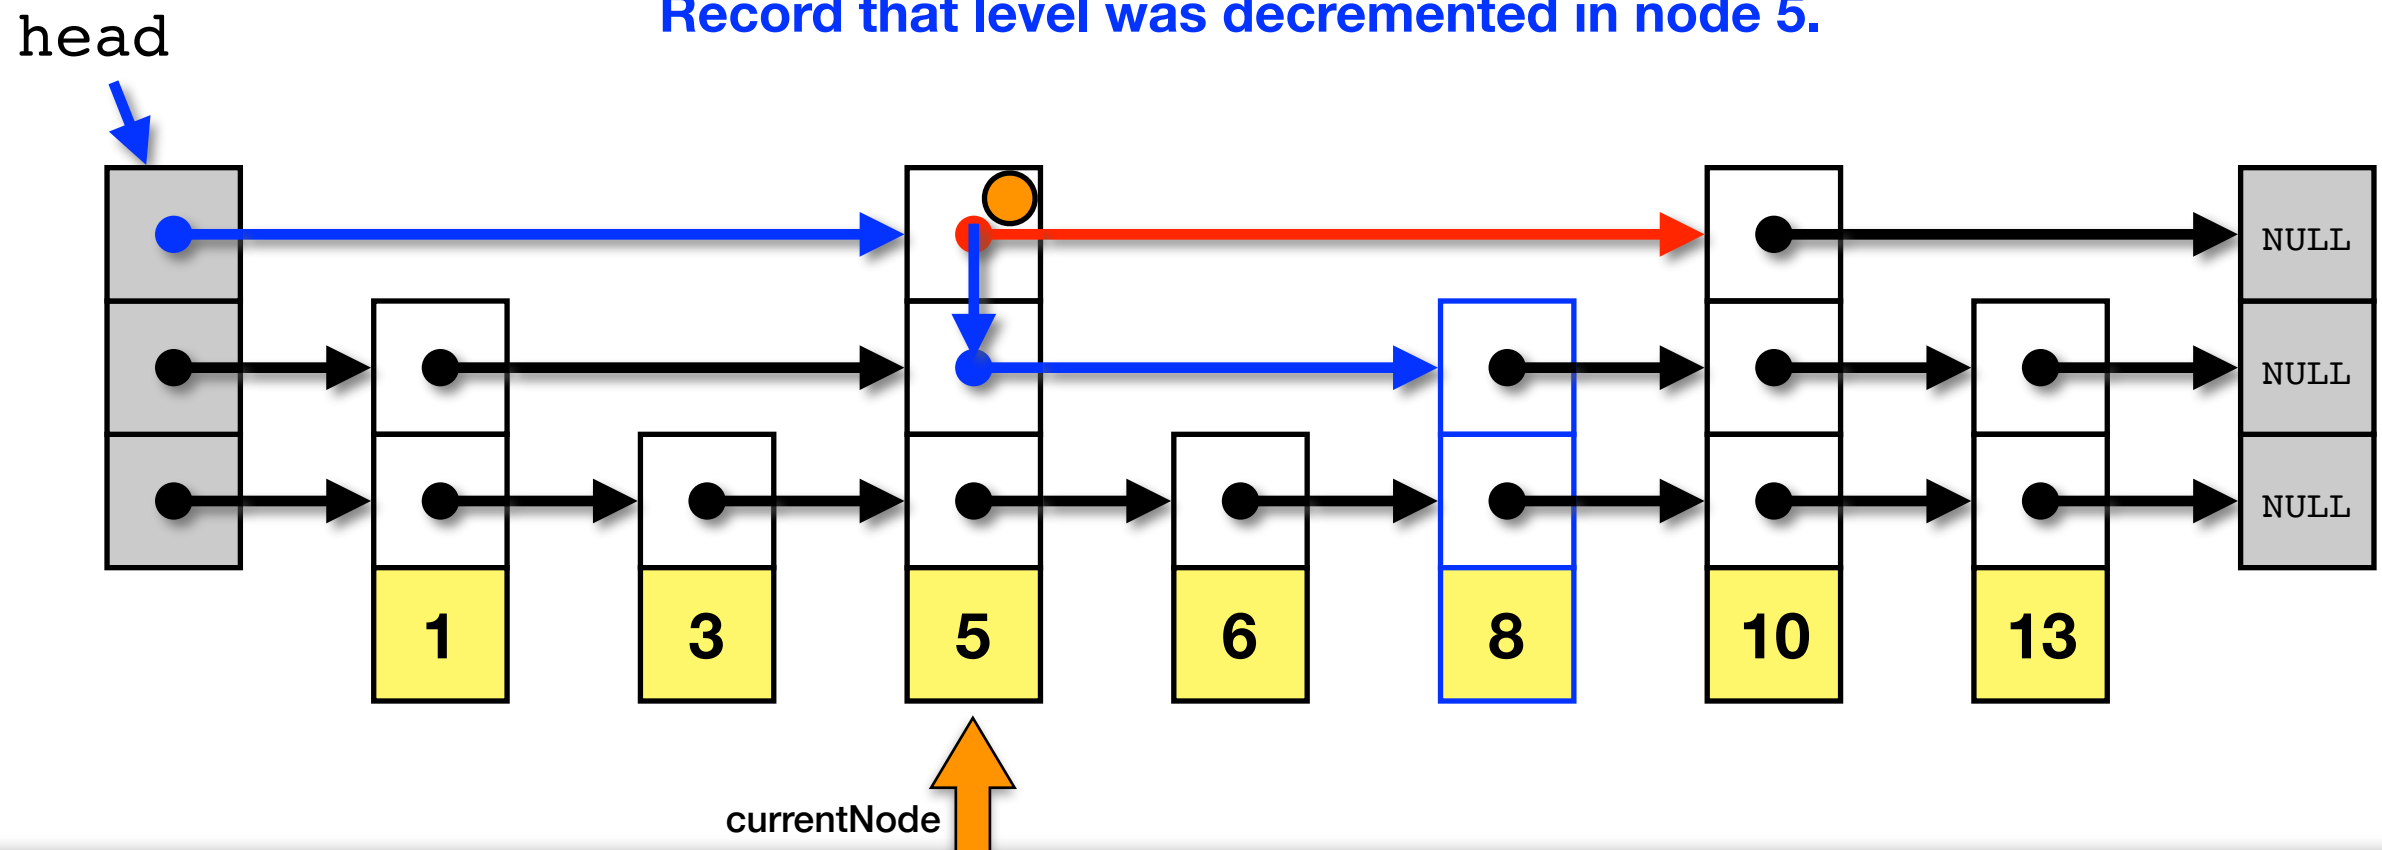 Record that level was decremented in node 5.
head
NULL
NULL
NULL
1 3 5 6 8 10 13
currentNode